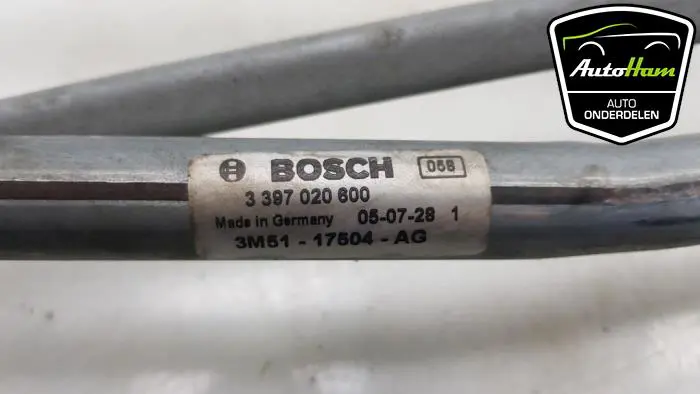 BOSCH 058
3 397 020 600
Made in Germany 05-07-28 1
3M51 - 17504 - AG
AutoHam
AUTO
ONDERDELEN